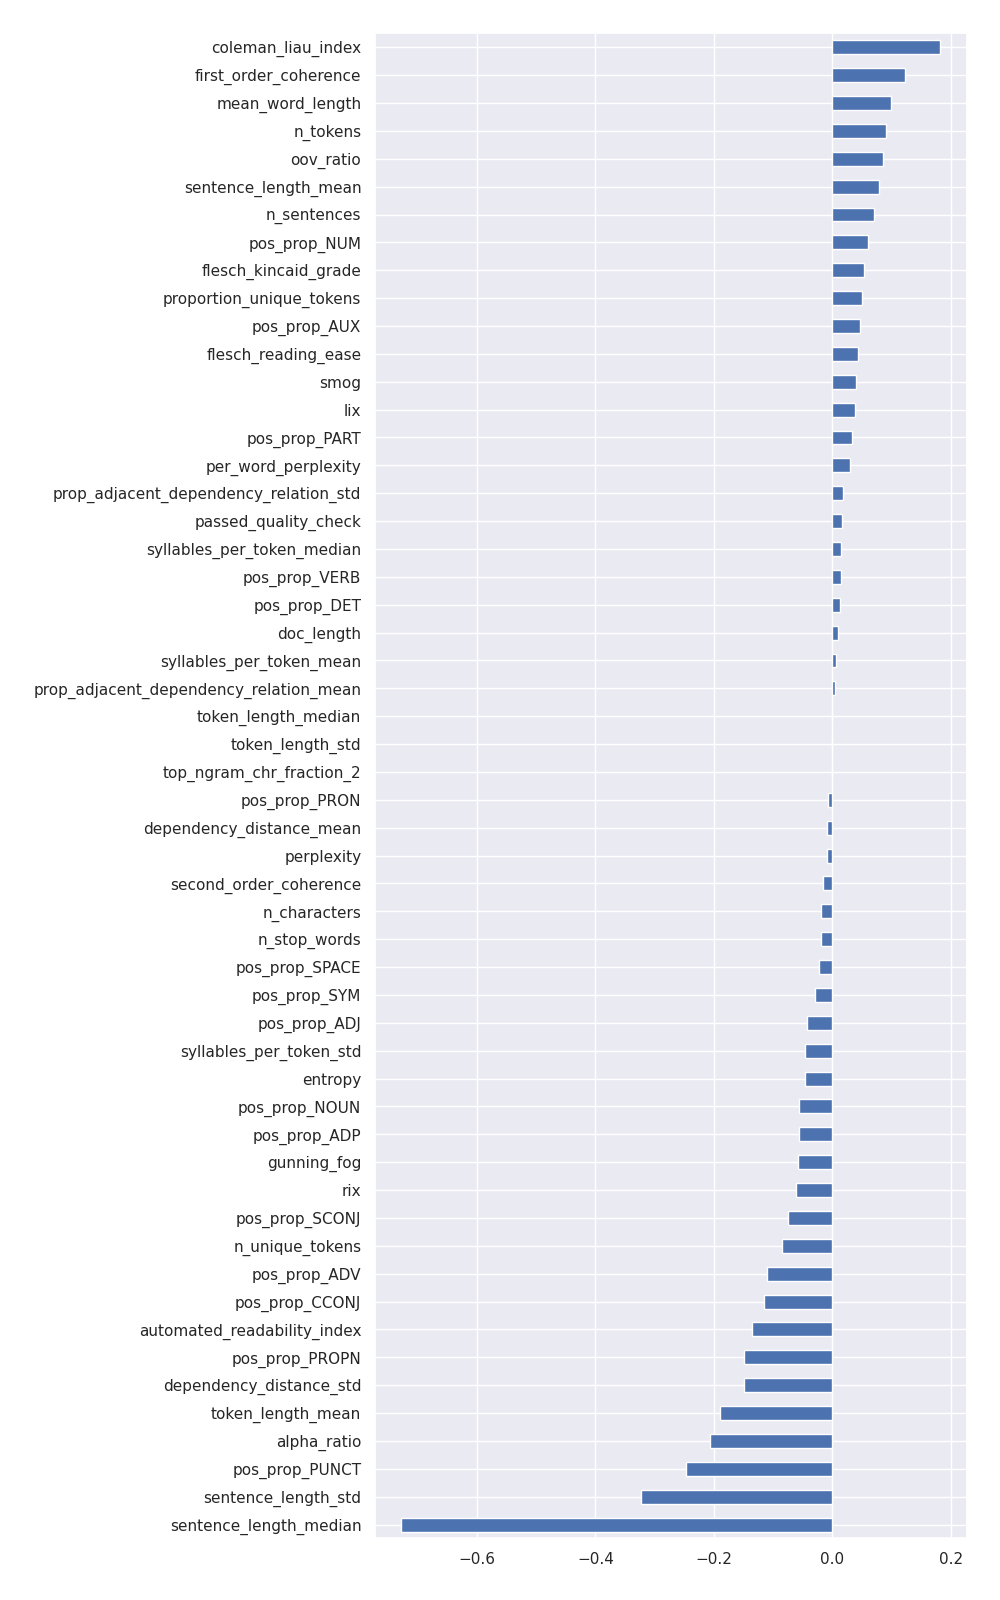 coleman_liau_index
first_order_coherence
mean_word_length
n_tokens
oov_ratio
sentence_length_mean
n_sentences
pos_prop_NUM
flesch_kincaid_grade
proportion_unique_tokens
pos_prop_AUX
flesch_reading_ease
smog
lix
pos_prop_PART
per_word_perplexity
prop_adjacent_dependency_relation_std
passed_quality_check
syllables_per_token_median
pos_prop_VERB
pos_prop_DET
doc_length
syllables_per_token_mean
prop_adjacent_dependency_relation_mean
token_length_median
token_length_std
top_ngram_chr_fraction_2
pos_prop_PRON
dependency_distance_mean
perplexity
second_order_coherence
n_characters
n_stop_words
pos_prop_SPACE
pos_prop_SYM
pos_prop_ADJ
syllables_per_token_std
entropy
pos_prop_NOUN
pos_prop_ADP
gunning_fog
rix
pos_prop_SCONJ
n_unique_tokens
pos_prop_ADV
pos_prop_CCONJ
automated_readability_index
pos_prop_PROPN
dependency_distance_std
token_length_mean
alpha_ratio
pos_prop_PUNCT
sentence_length_std
sentence_length_median
−0.6 −0.4 −0.2 0.0 0.2